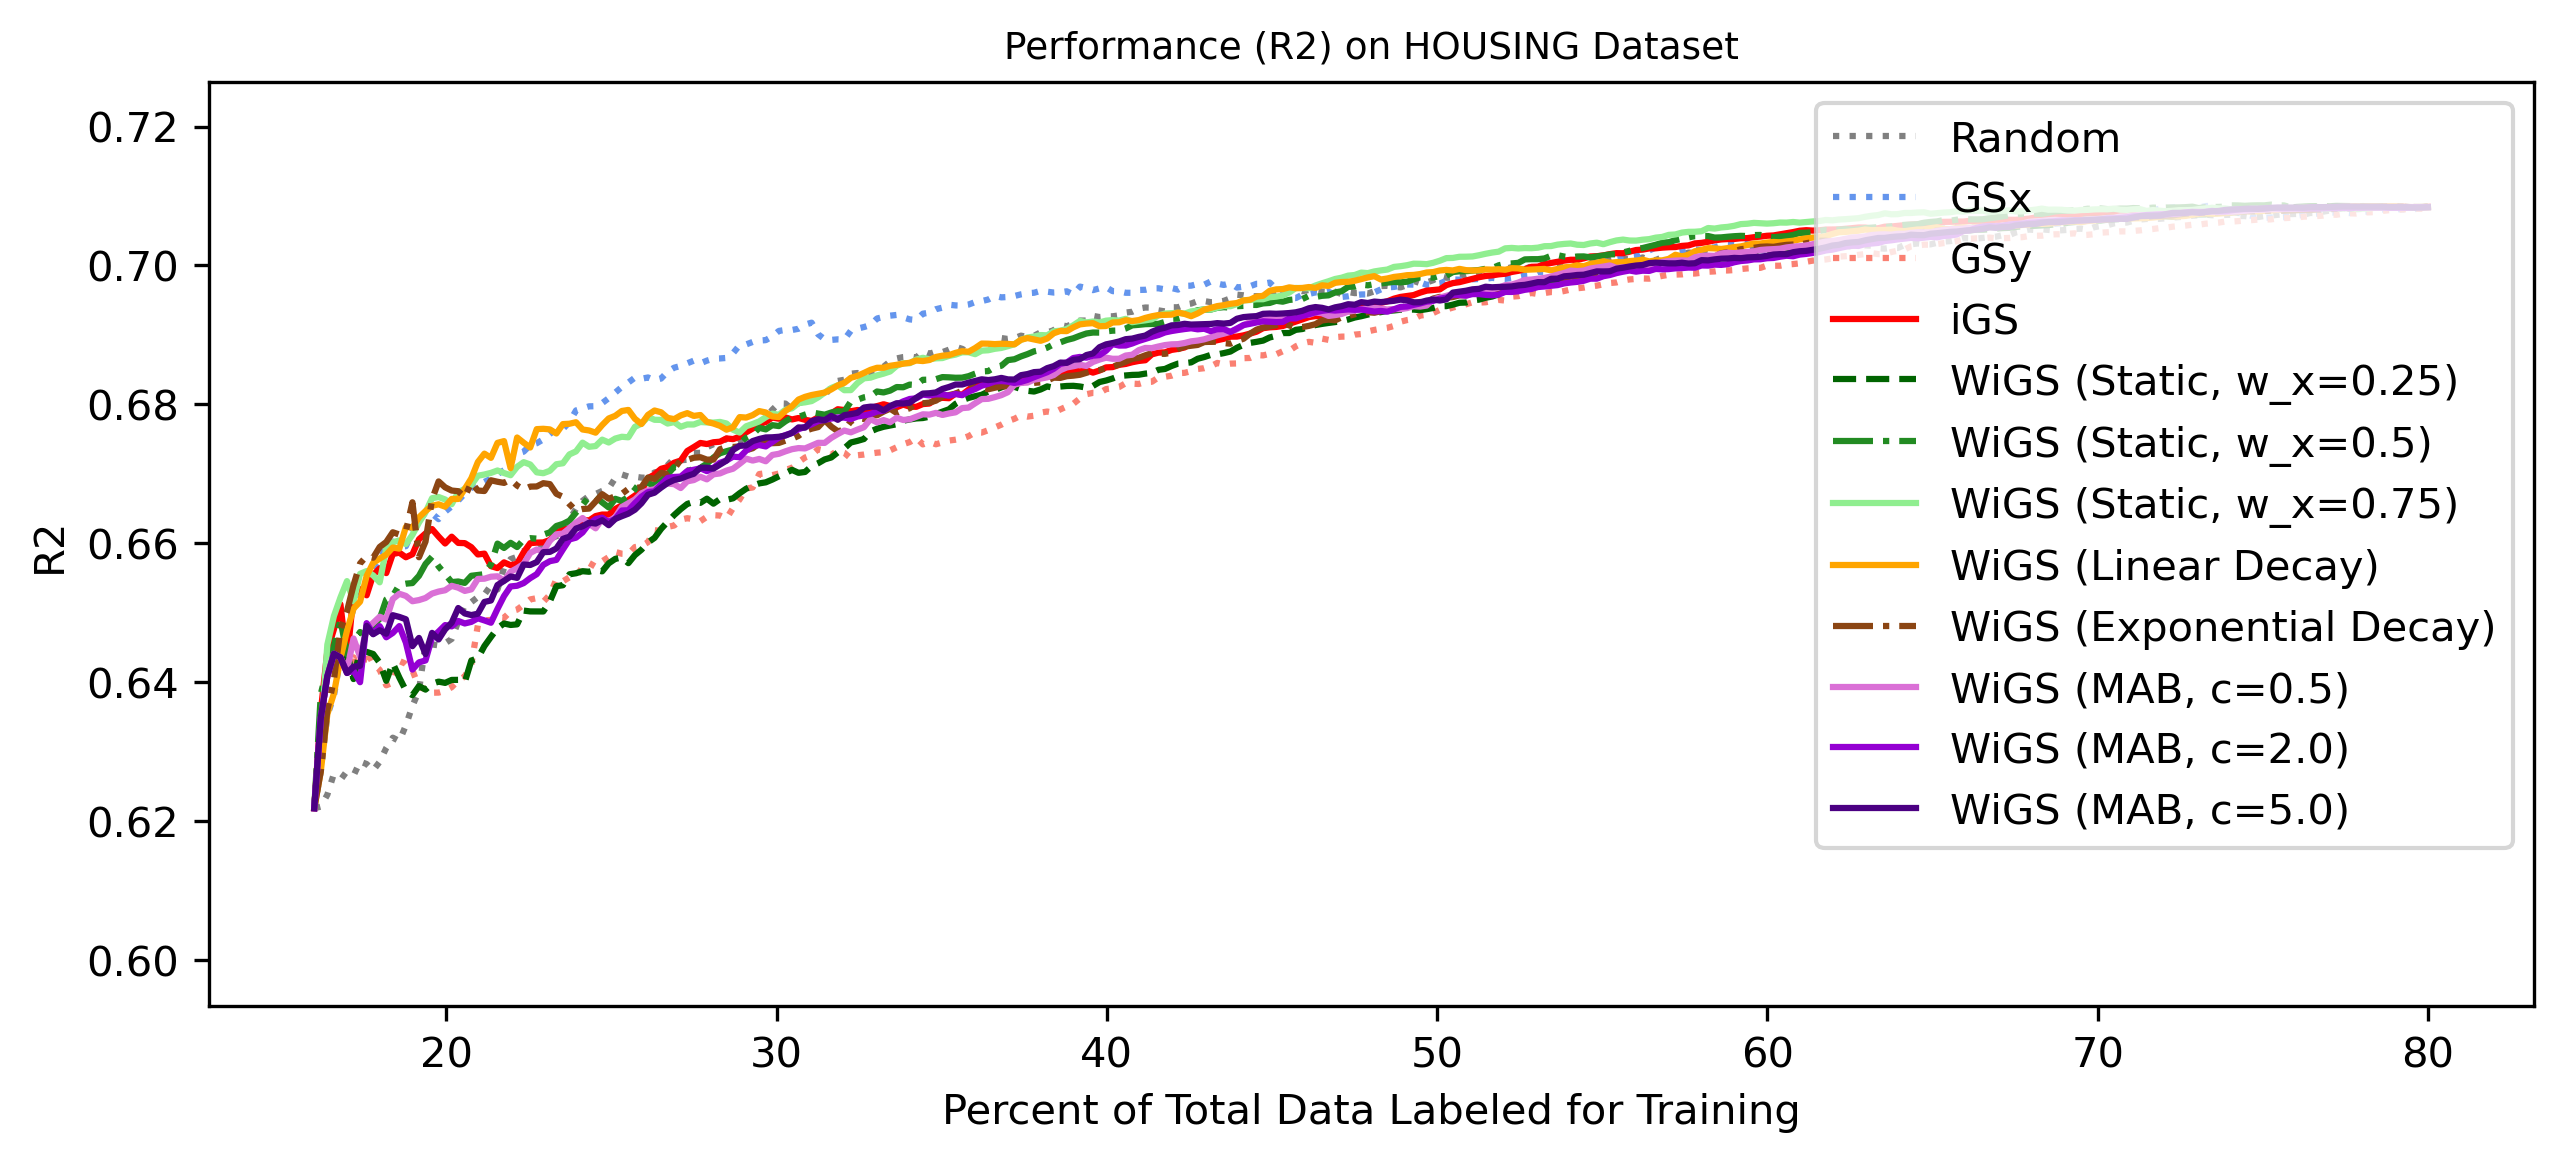 Performance (R2) on HOUSING Dataset
R2
0.72
0.70
0.68
0.66
0.64
0.62
0.60
20 30 40 50 60 70 80
Percent of Total Data Labeled for Training
Random
GSx
GSy
iGS
WiGS (Static, w_x=0.25)
WiGS (Static, w_x=0.5)
WiGS (Static, w_x=0.75)
WiGS (Linear Decay)
WiGS (Exponential Decay)
WiGS (MAB, c=0.5)
WiGS (MAB, c=2.0)
WiGS (MAB, c=5.0)